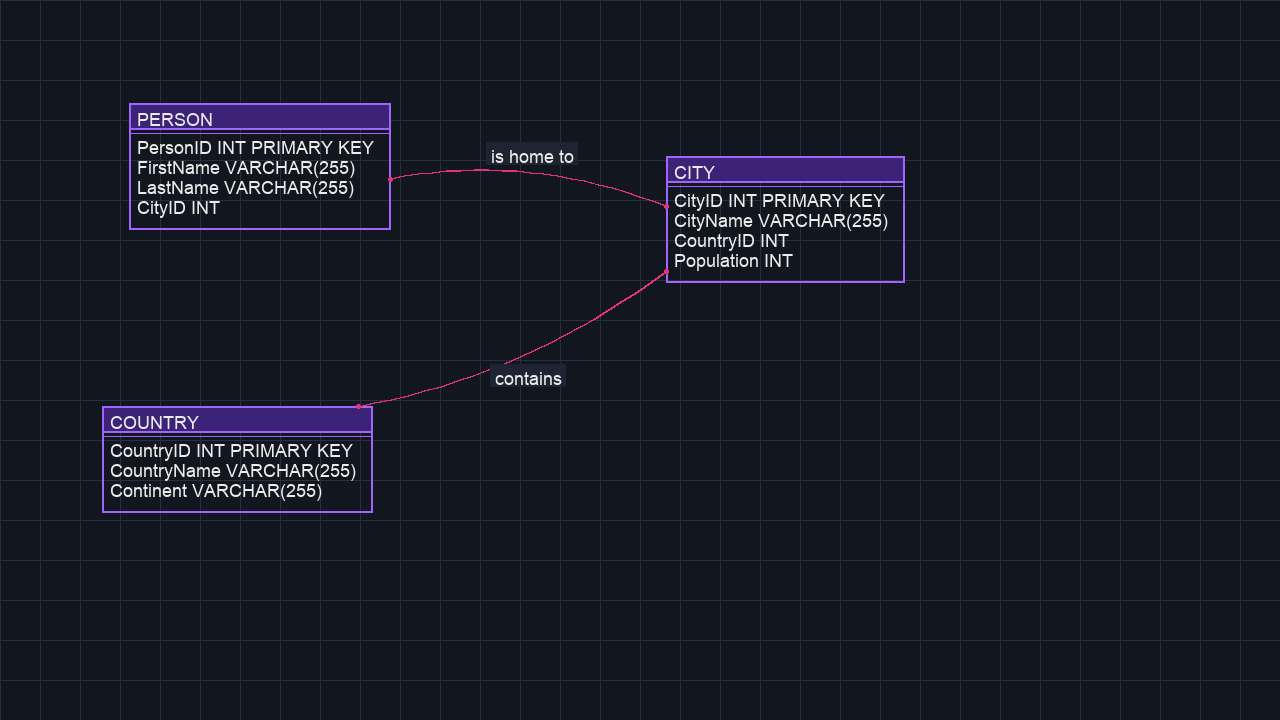 PERSON
PersonID INT PRIMARY KEY
FirstName VARCHAR(255)
LastName VARCHAR(255)
CityID INT
is home to
CITY
CityID INT PRIMARY KEY
CityName VARCHAR(255)
CountryID INT
Population INT
contains
COUNTRY
CountryID INT PRIMARY KEY
CountryName VARCHAR(255)
Continent VARCHAR(255)